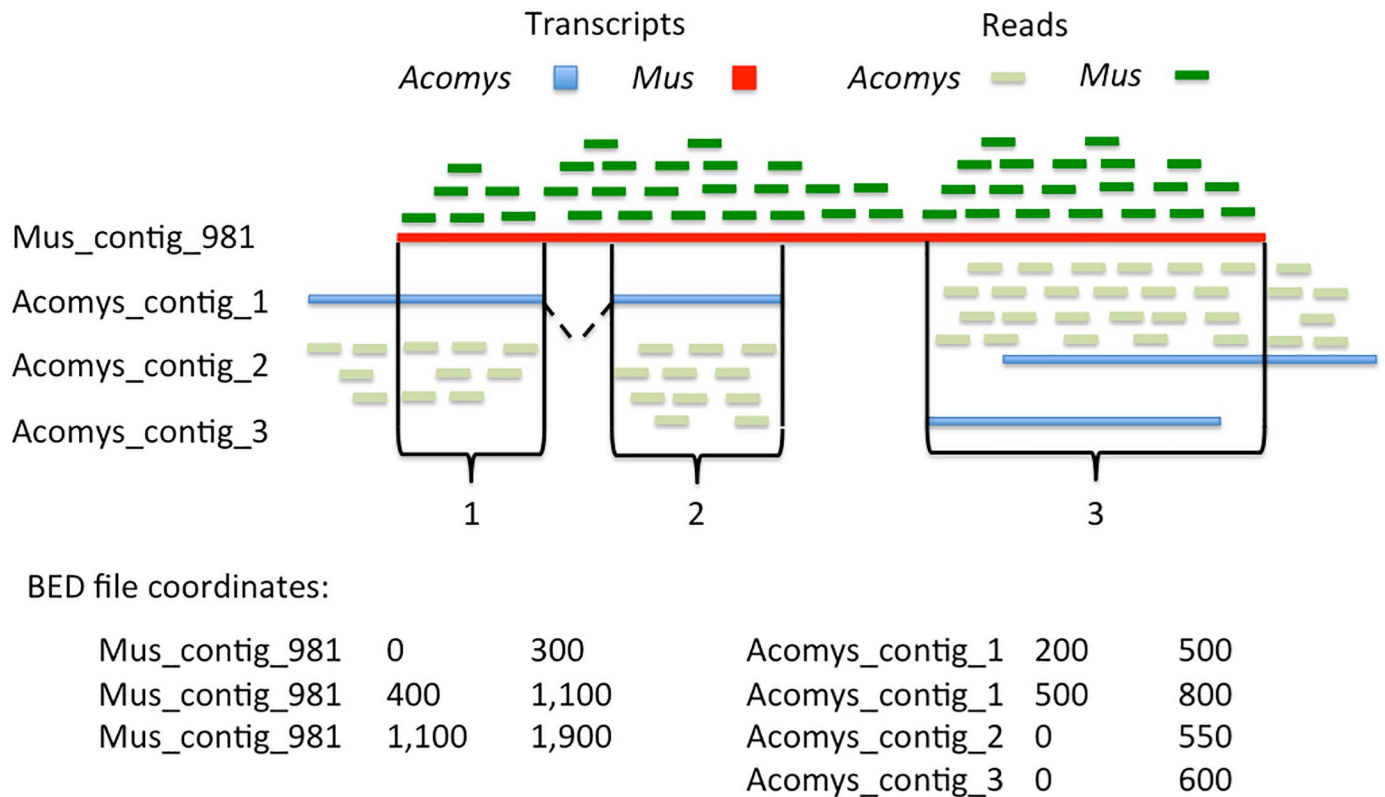 Transcripts Reads
Acomys Mus Acomys Mus
Mus_contig_981
Acomys_contig_1
Acomys_contig_2
Acomys_contig_3
1 2 3
BED file coordinates:
Mus_contig_981 0 300 Acomys_contig_1 200 500
Mus_contig_981 400 1,100 Acomys_contig_1 500 800
Mus_contig_981 1,100 1,900 Acomys_contig_2 0 550
Acomys_contig_3 0 600